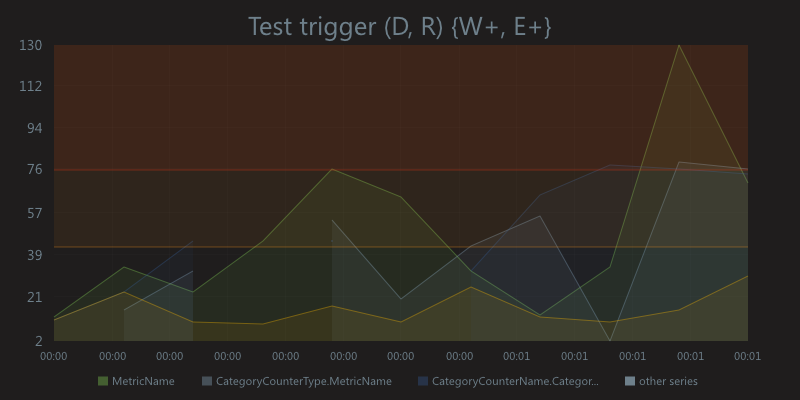 Test trigger (D, R) {W+, E+}
130
112
94
76
57
39
21
2
00:00 00:00 00:00 00:00 00:00 00:00 00:00 00:00 00:01 00:01 00:01 00:01 00:01
MetricName CategoryCounterType.MetricName CategoryCounterName.Categor... other series